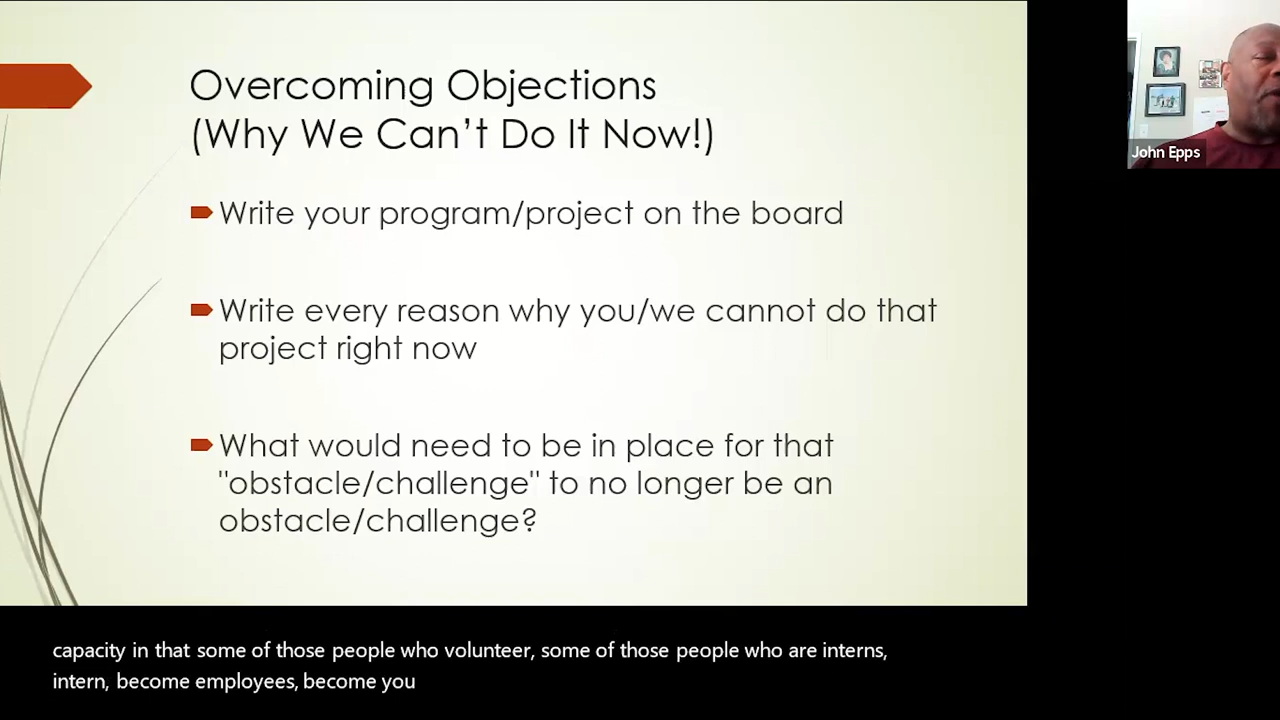 Overcoming Objections
(Why We Can't Do It Now!)
Write your program/project on the board
Write every reason why you/we cannot do that
project right now
What would need to be in place for that
"obstacle/challenge" to no longer be an
obstacle/challenge?
John Epps
capacity in that some of those people who volunteer, some of those people who are interns,
intern, become employees, become you